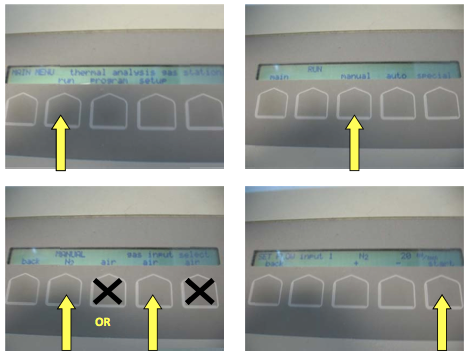 MAIN MENU thermal analysis gas station
run program setup
RUN
main manual auto special
MANUAL gas input select
back N₂ air air air
OR
input 1 N₂ 20
back + - start